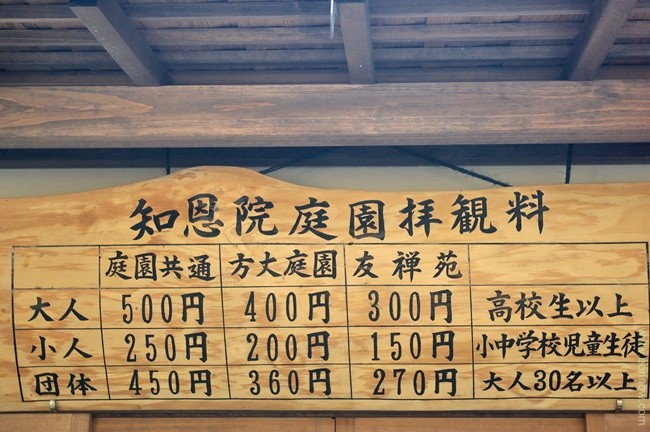 知恩院庭園拝観料
庭園共通 方丈庭園 友禅苑
大人 500円 400円 300円 高校生以上
小人 250円 200円 150円 小中学校児童生徒
団体 450円 360円 270円 大人30名以上